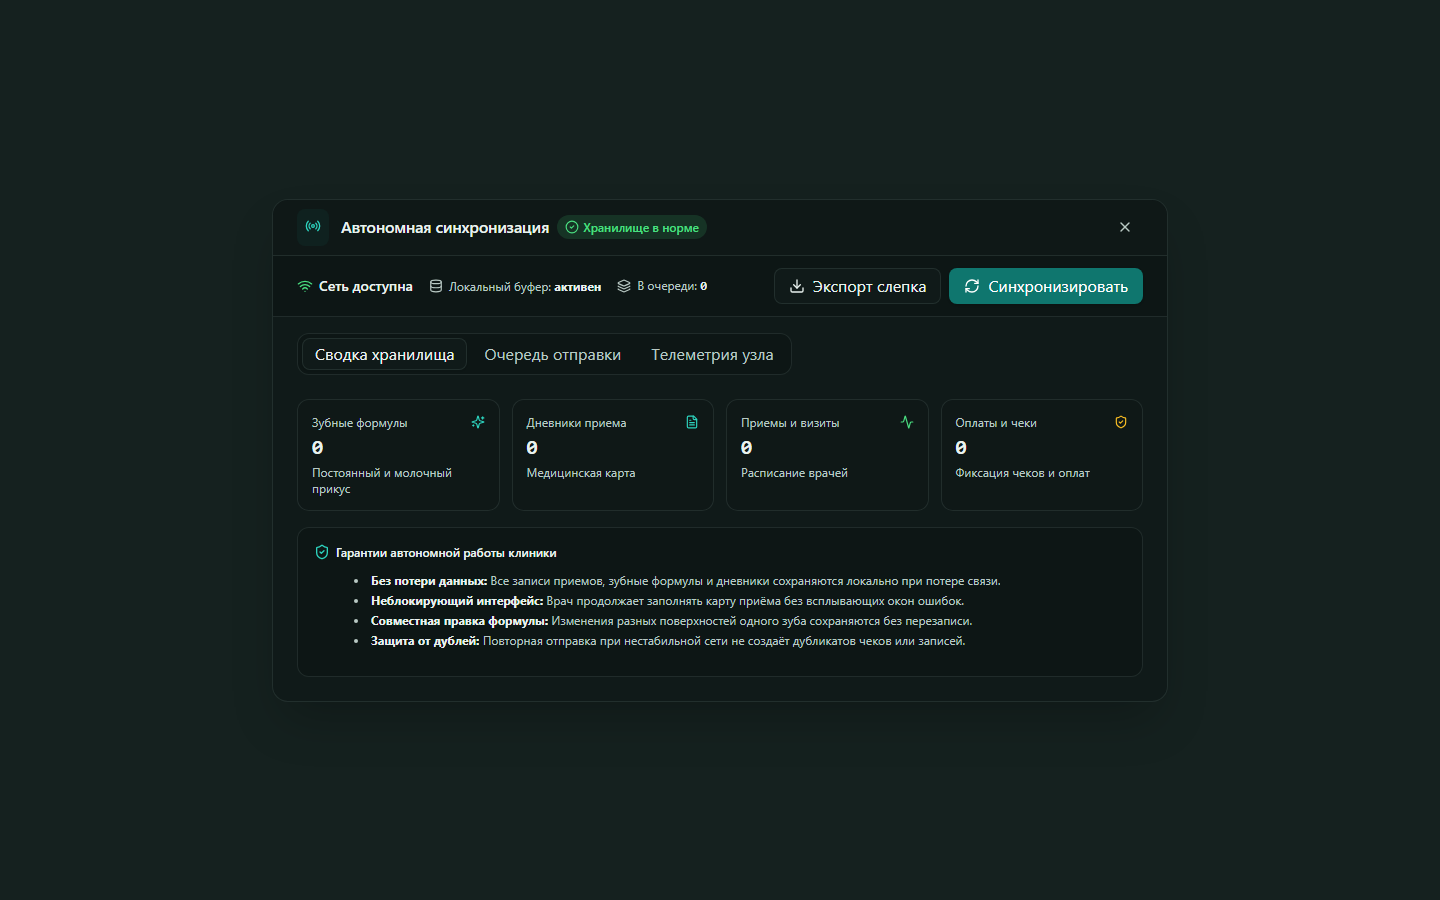 Автономная синхронизация
Хранилище в норме
Сеть доступна
Локальный буфер: активен
В очереди: 0
Экспорт слепка
Синхронизировать
Сводка хранилища
Очередь отправки
Телеметрия узла
Зубные формулы
0
Постоянный и молочный
прикус
Дневники приема
0
Медицинская карта
Приемы и визиты
0
Расписание врачей
Оплаты и чеки
0
Фиксация чеков и оплат
Гарантии автономной работы клиники
• Без потери данных: Все записи приемов, зубные формулы и дневники сохраняются локально при потере связи.
• Неблокирующий интерфейс: Врач продолжает заполнять карту приёма без всплывающих окон ошибок.
• Совместная правка формулы: Изменения разных поверхностей одного зуба сохраняются без перезаписи.
• Защита от дублей: Повторная отправка при нестабильной сети не создаёт дубликатов чеков или записей.